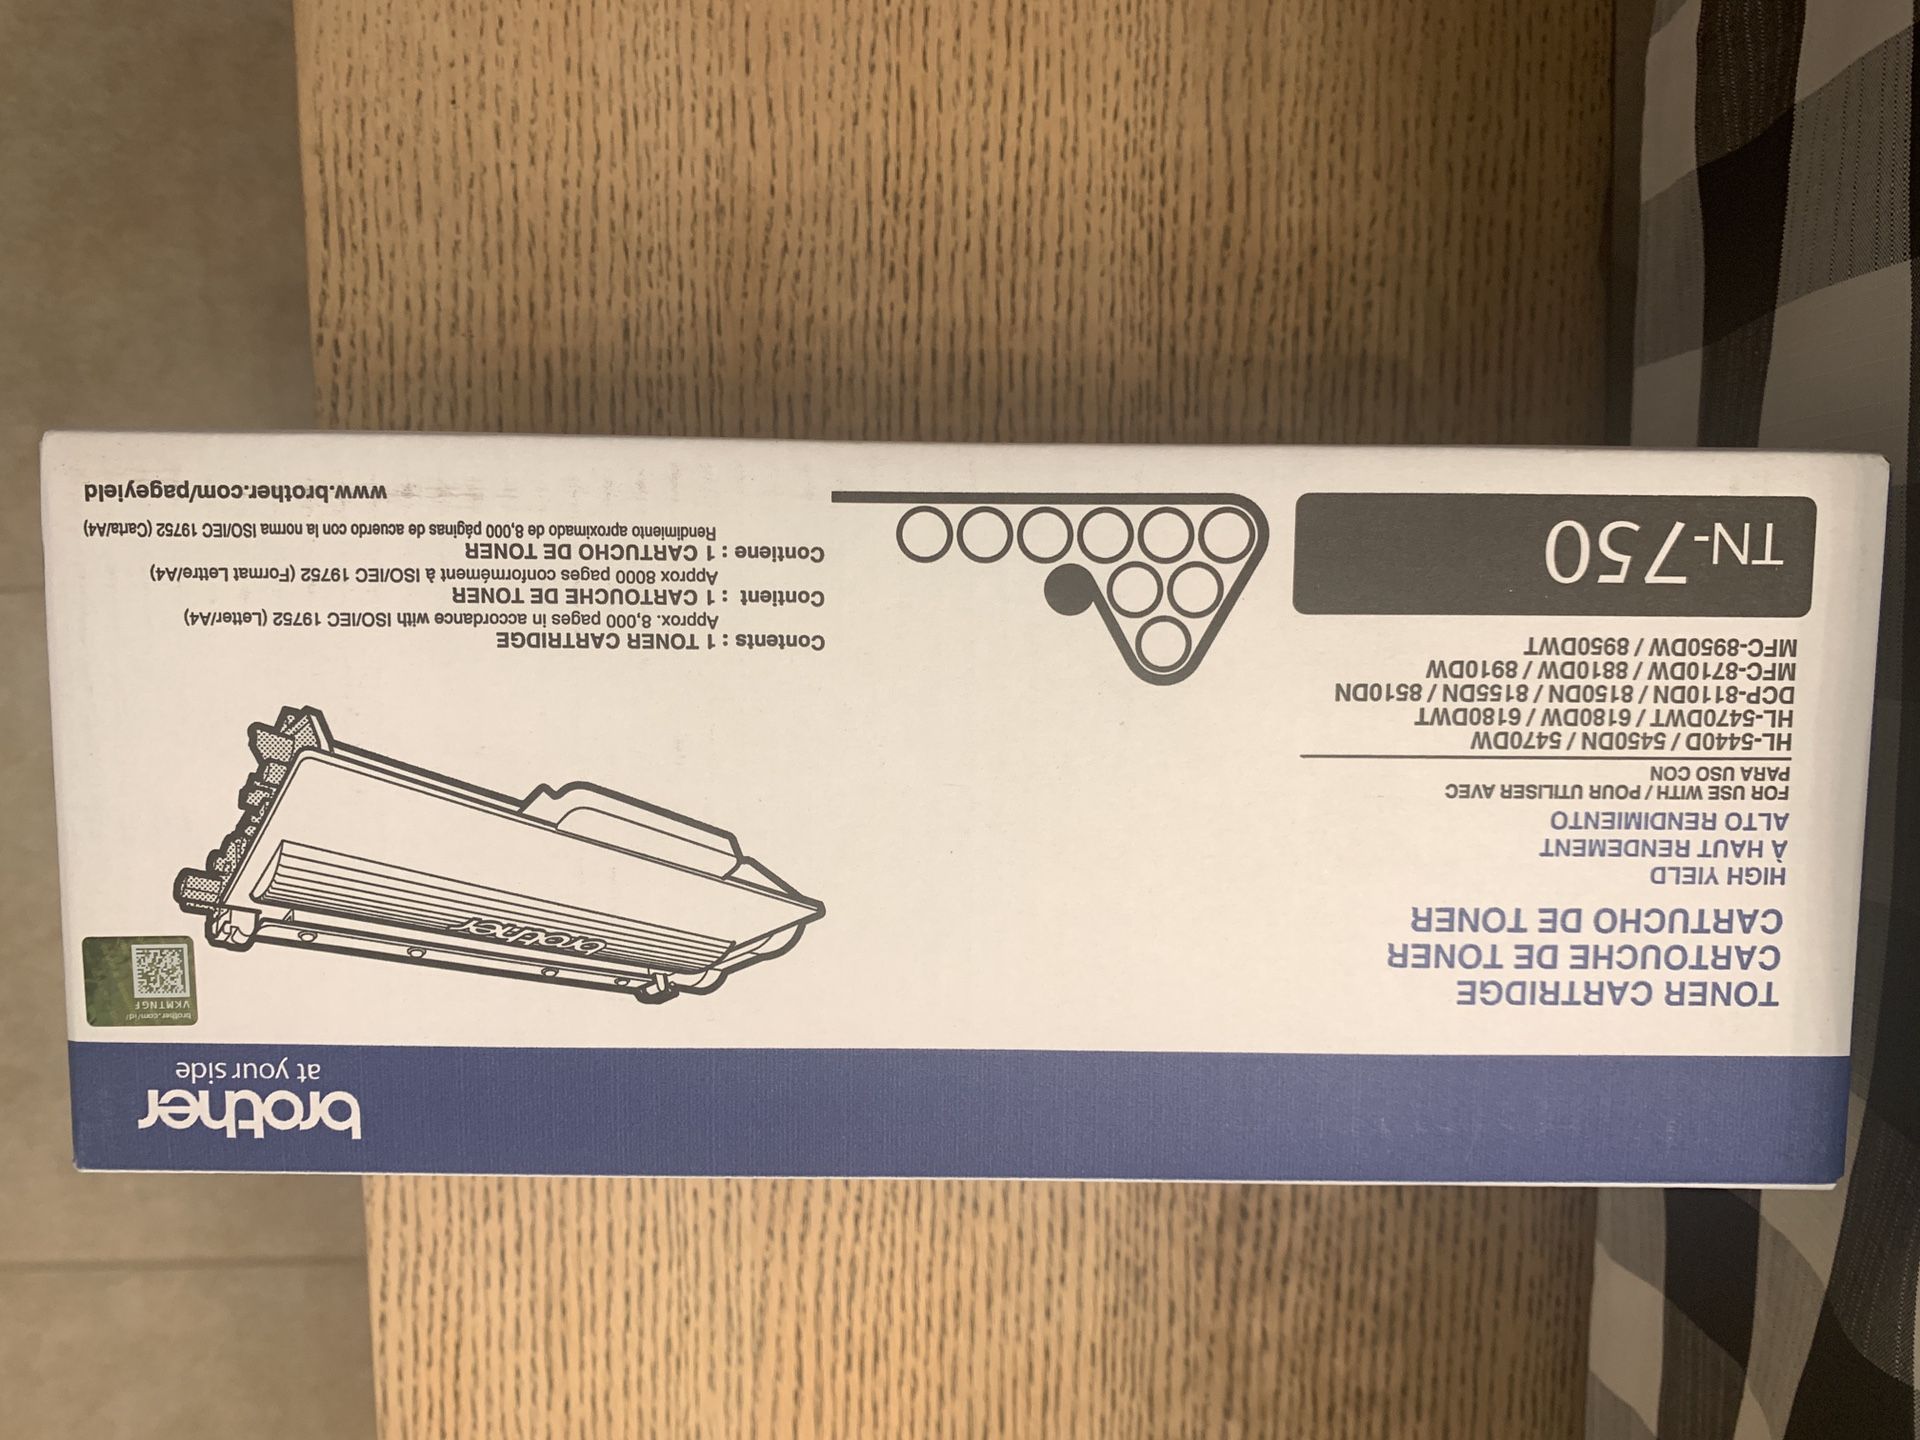 brother
at your side
TONER CARTRIDGE
CARTOUCHE DE TONER
CARTUCHO DE TONER
HIGH YIELD
À HAUT RENDEMENT
ALTO RENDIMIENTO
FOR USE WITH / POUR UTILISER AVEC
PARA USO CON
HL-5440D / 5450DN / 5470DW
HL-5470DWT / 6180DW / 6180DWT
DCP-8110DN / 8150DN / 8155DN / 8510DN
MFC-8710DW / 8810DW / 8910DW
MFC-8950DW / 8950DWT
TN-750
brother.com/id/
VKMTNGF
brother
Contents : 1 TONER CARTRIDGE
Approx. 8,000 pages in accordance with ISO/IEC 19752 (Letter/A4)
Contient : 1 CARTOUCHE DE TONER
Approx 8000 pages conformément à ISO/IEC 19752 (Format Lettre/A4)
Contiene : 1 CARTUCHO DE TONER
Rendimiento aproximado de 8,000 páginas de acuerdo con la norma ISO/IEC 19752 (Carta/A4)
www.brother.com/pageyield